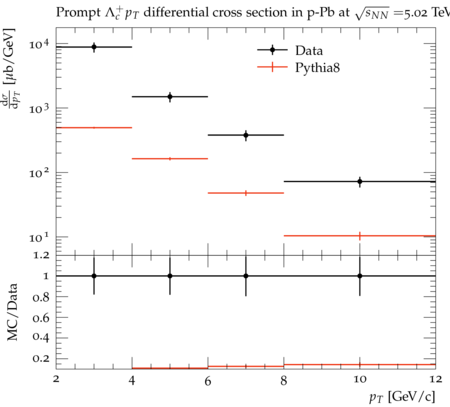 Prompt Λc+ pT differential cross section in p-Pb at √sNN =5.02 TeV
dσ/dpT [μb/GeV]
Data
Pythia8
10^4
10^3
10^2
10^1
MC/Data
1.2
1
0.8
0.6
0.4
0.2
2 4 6 8 10 12
pT [GeV/c]